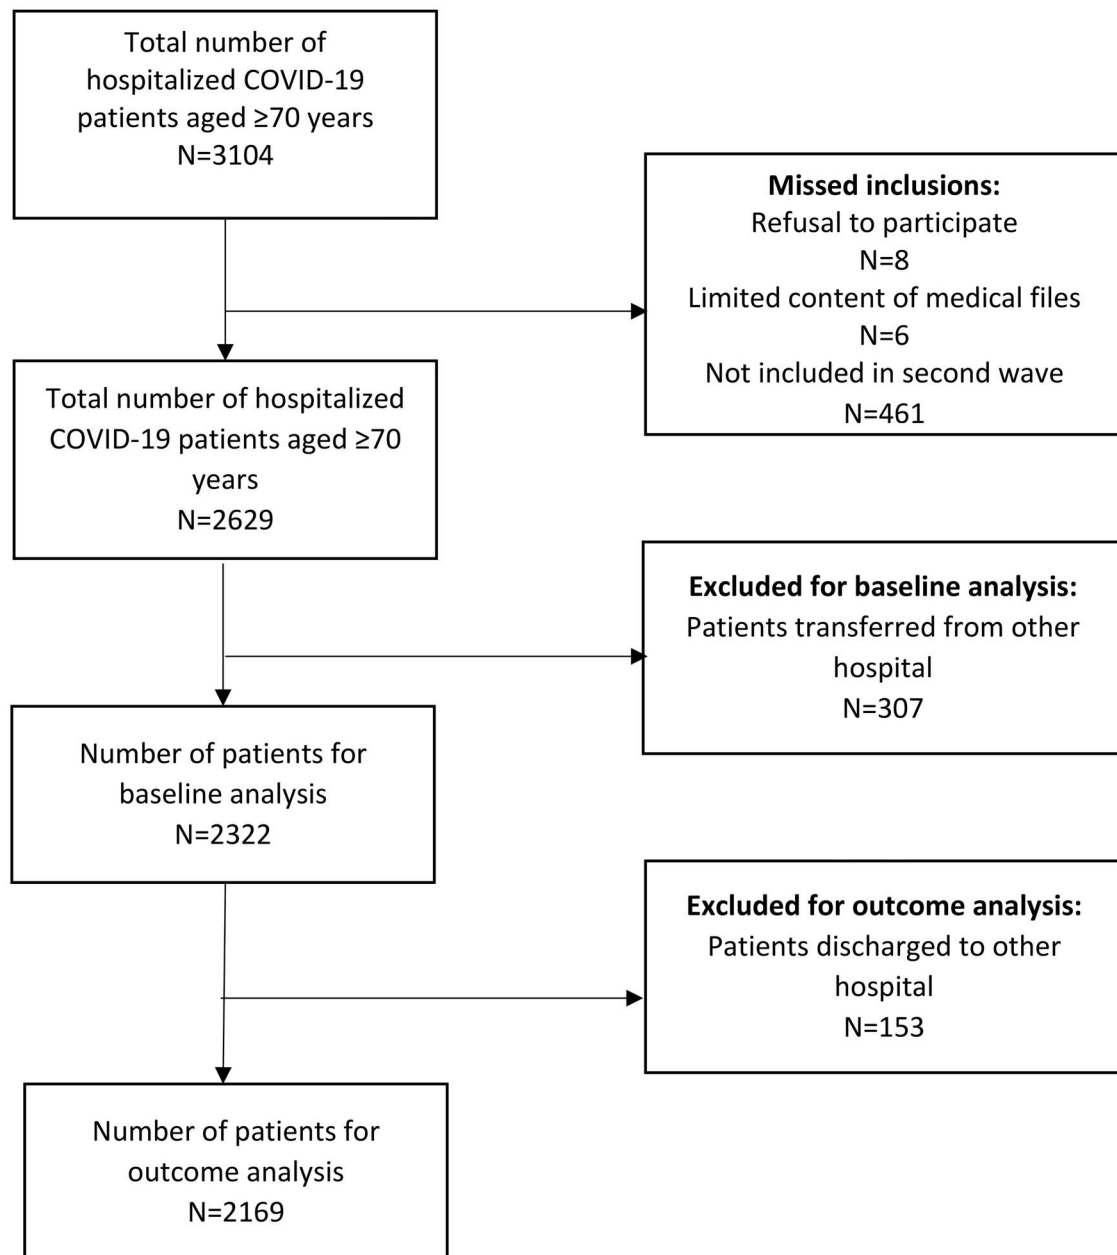 Total number of
hospitalized COVID-19
patients aged ≥70 years
N=3104
Missed inclusions:
Refusal to participate
N=8
Limited content of medical files
N=6
Not included in second wave
N=461
Total number of hospitalized
COVID-19 patients aged ≥70
years
N=2629
Excluded for baseline analysis:
Patients transferred from other
hospital
N=307
Number of patients for
baseline analysis
N=2322
Excluded for outcome analysis:
Patients discharged to other
hospital
N=153
Number of patients for
outcome analysis
N=2169